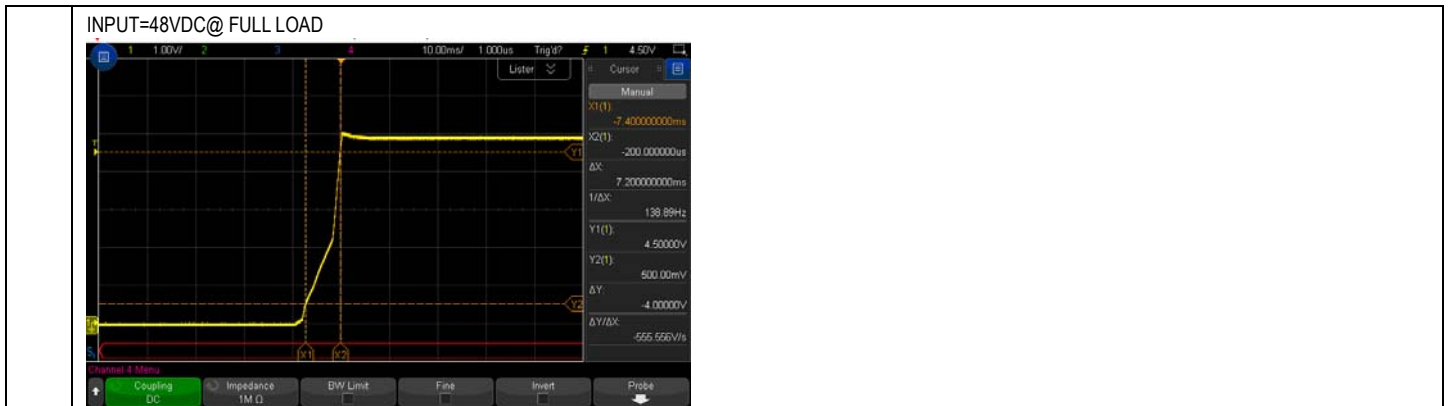 INPUT=48VDC@ FULL LOAD
1 1.00V/ 2 3 4 10.00ms/ 1.000us Trig'd? 1 4.50V
Lister
Cursor
Manual
X1(1):
-7.400000000ms
X2(1):
-200.000000us
ΔX:
7.200000000ms
1/ΔX:
138.89Hz
Y1(1):
4.50000V
Y2(1):
500.00mV
ΔY:
-4.00000V
ΔY/ΔX:
-555.556V/s
T
Y1
Y2
X1 X2
Channel 4 Menu
Coupling Impedance BW Limit Fine Invert Probe
DC 1M Ω